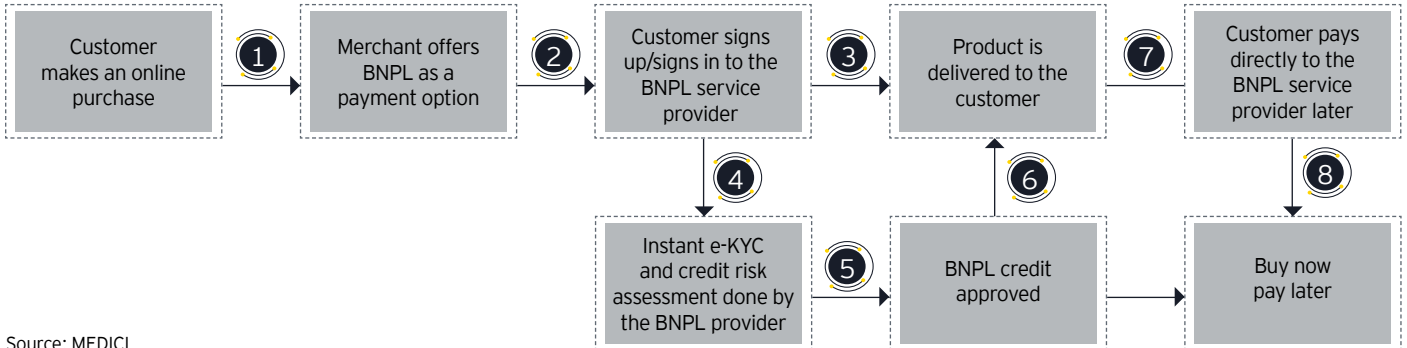 Customer
makes an online
purchase
1
Merchant offers
BNPL as a
payment option
2
Customer signs
up/signs in to the
BNPL service
provider
3
Product is
delivered to the
customer
7
Customer pays
directly to the
BNPL service
provider later
4
6
8
Instant e-KYC
and credit risk
assessment done by
the BNPL provider
5
BNPL credit
approved
Buy now
pay later
Source: MEDICI